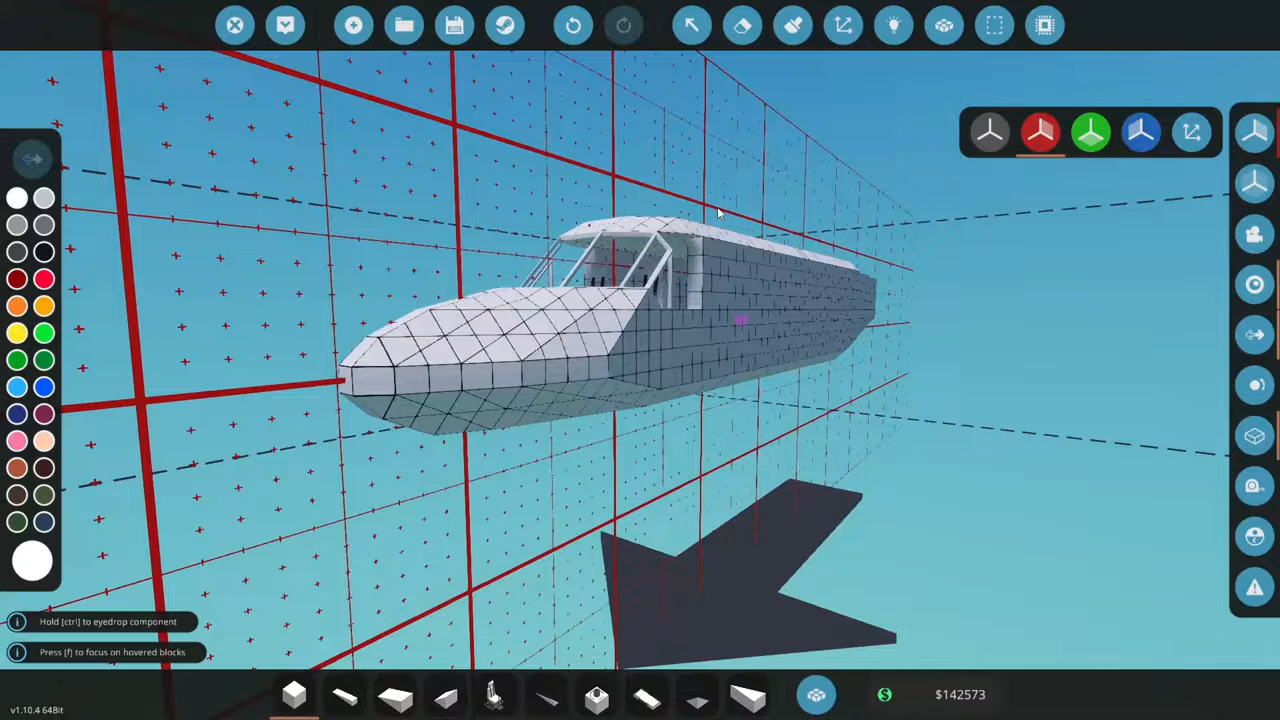 Hold [ctrl] to eyedrop component
Press [f] to focus on hovered blocks
v1.10.4 64Bit
$142573